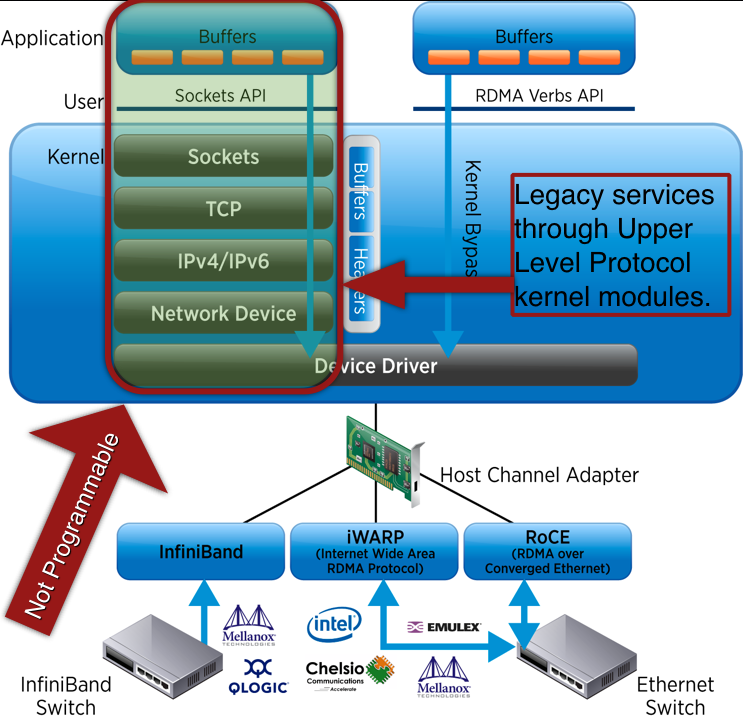 Application
Buffers
Buffers
User
Sockets API
RDMA Verbs API
Kernel
Sockets
TCP
IPv4/IPv6
Network Device
Buffers
Headers
Kernel Bypas
Legacy services
through Upper
Level Protocol
kernel modules.
Device Driver
Not Programmable
Host Channel Adapter
InfiniBand
iWARP
(Internet Wide Area
RDMA Protocol)
RoCE
(RDMA over
Converged Ethernet)
Mellanox
TECHNOLOGIES
QLOGIC
intel
Chelsio
Communications
Accelerate
EMULEX
Mellanox
TECHNOLOGIES
InfiniBand
Switch
Ethernet
Switch